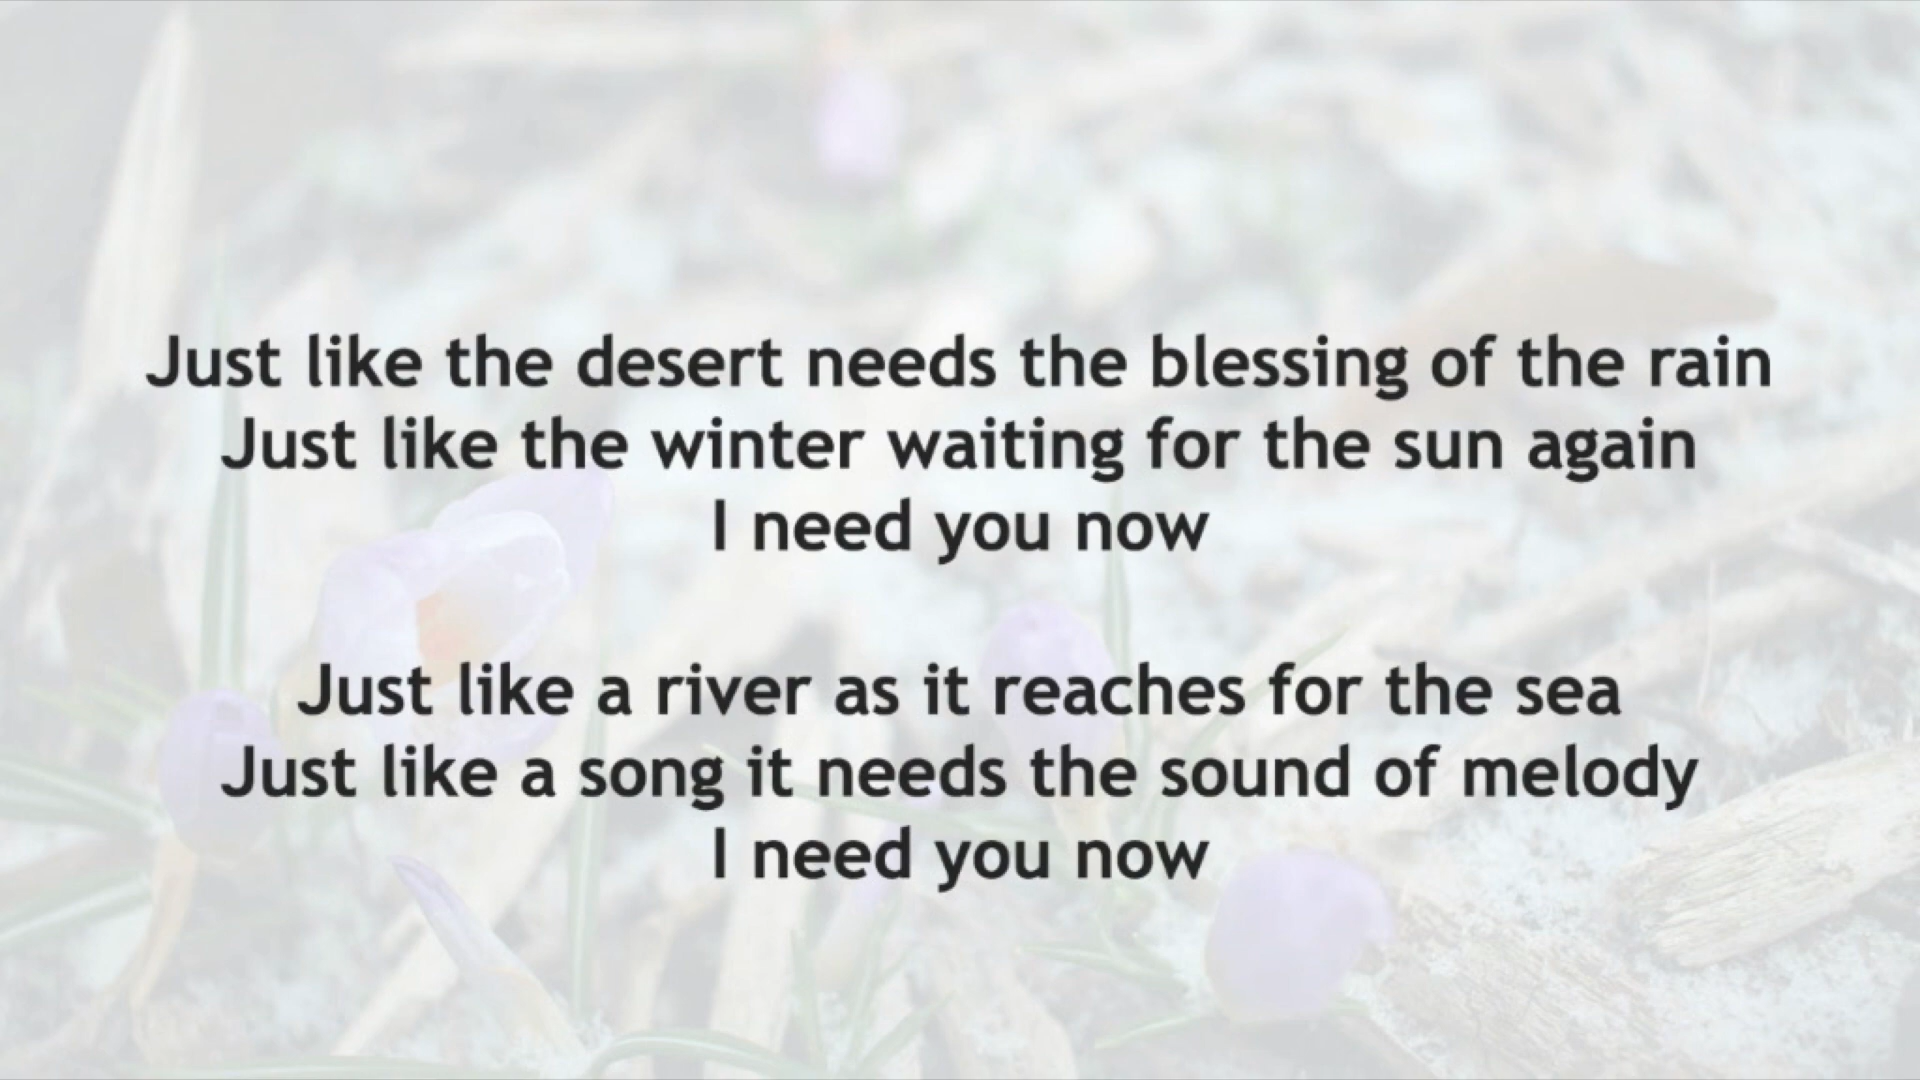 Just like the desert needs the blessing of the rain
Just like the winter waiting for the sun again
I need you now
Just like a river as it reaches for the sea
Just like a song it needs the sound of melody
I need you now